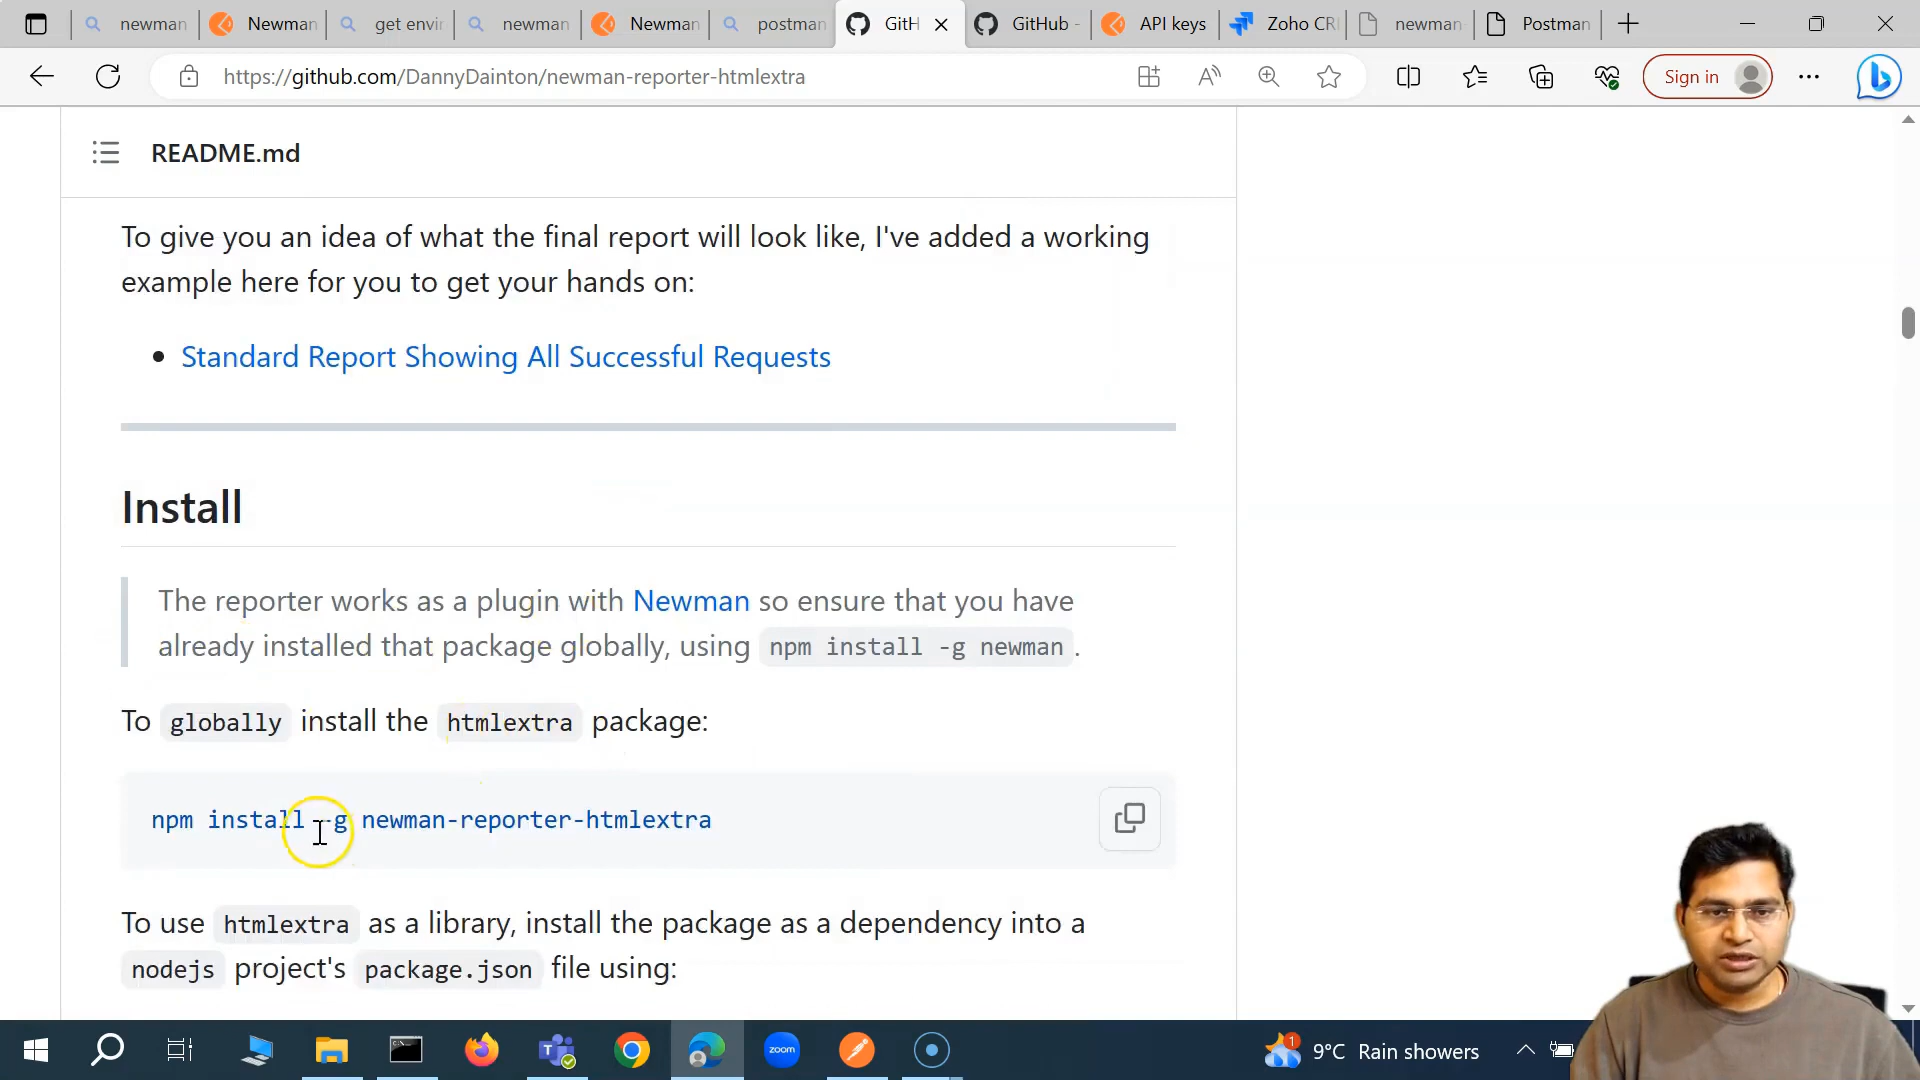 newman
Newman
get envi
newman
Newman
postman
GitH
GitHub -
API keys
Zoho CR
newman-
Postman
https://github.com/DannyDainton/newman-reporter-htmlextra
Sign in
README.md
To give you an idea of what the final report will look like, I've added a working
example here for you to get your hands on:
Standard Report Showing All Successful Requests
Install
The reporter works as a plugin with Newman so ensure that you have
already installed that package globally, using npm install -g newman.
To globally install the htmlextra package:
npm install -g newman-reporter-htmlextra
To use htmlextra as a library, install the package as a dependency into a
nodejs project's package.json file using:
zoom
1
9°C Rain showers